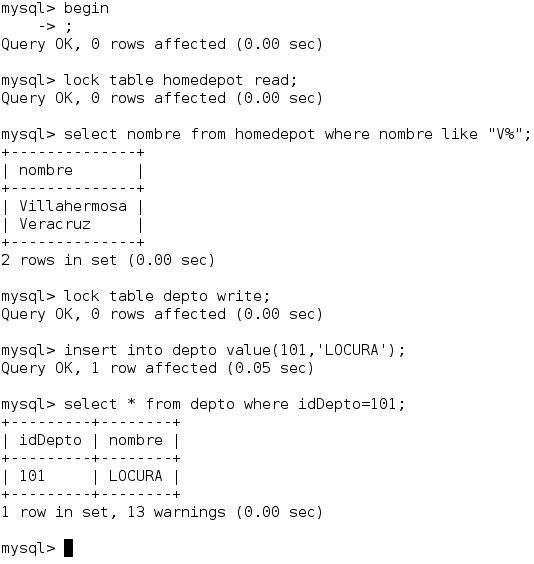 mysql> begin
    -> ;
Query OK, 0 rows affected (0.00 sec)
mysql> lock table homedepot read;
Query OK, 0 rows affected (0.00 sec)
mysql> select nombre from homedepot where nombre like "V%";
+--------------+
| nombre       |
+--------------+
| Villahermosa |
| Veracruz     |
+--------------+
2 rows in set (0.00 sec)
mysql> lock table depto write;
Query OK, 0 rows affected (0.00 sec)
mysql> insert into depto value(101,'LOCURA');
Query OK, 1 row affected (0.05 sec)
mysql> select * from depto where idDepto=101;
+---------+--------+
| idDepto | nombre |
+---------+--------+
| 101     | LOCURA |
+---------+--------+
1 row in set, 13 warnings (0.00 sec)
mysql>